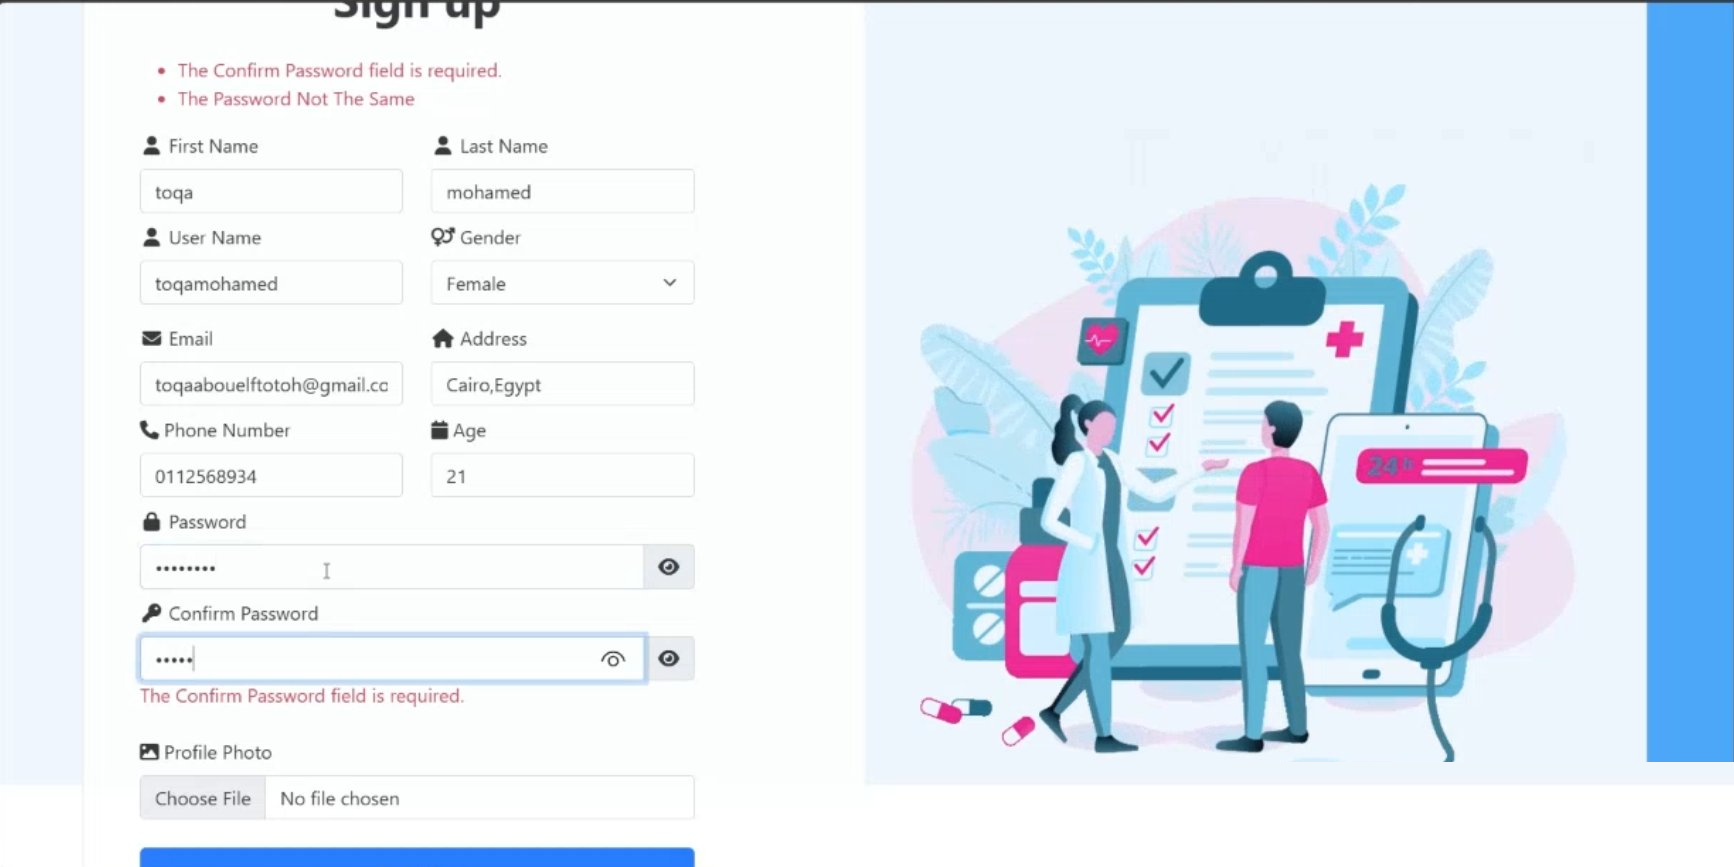 Sign up
The Confirm Password field is required.
The Password Not The Same
First Name
Last Name
toqa
mohamed
User Name
Gender
toqamohamed
Female
Email
Address
toqaabouelftotoh@gmail.cc
Cairo,Egypt
Phone Number
Age
0112568934
21
Password
Confirm Password
The Confirm Password field is required.
Profile Photo
Choose File
No file chosen
24 h